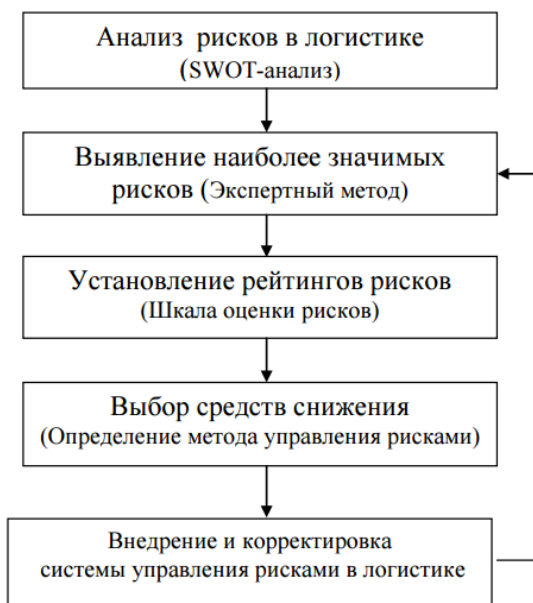 Анализ рисков в логистике
(SWOT-анализ)
Выявление наиболее значимых
рисков (Экспертный метод)
Установление рейтингов рисков
(Шкала оценки рисков)
Выбор средств снижения
(Определение метода управления рисками)
Внедрение и корректировка
системы управления рисками в логистике